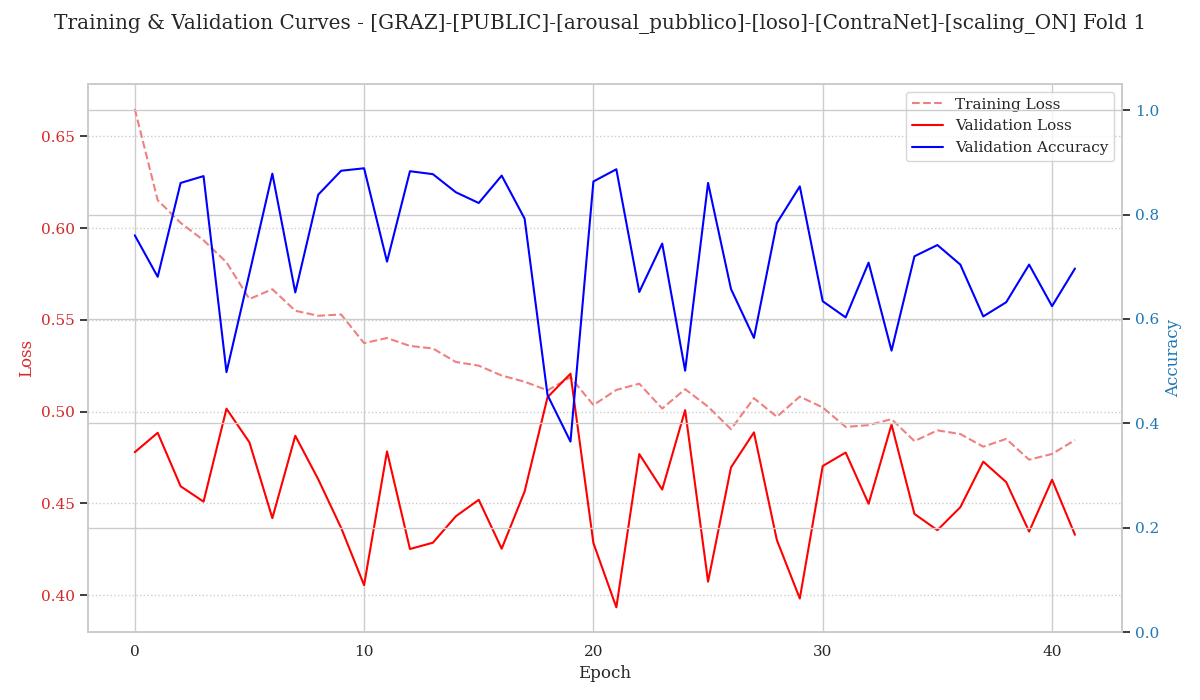 Training & Validation Curves - [GRAZ]-[PUBLIC]-[arousal_pubblico]-[loso]-[ContraNet]-[scaling_ON] Fold 1
Training Loss
Validation Loss
Validation Accuracy
Loss
0.65
0.60
0.55
0.50
0.45
0.40
1.0
0.8
0.6
0.4
0.2
0.0
Accuracy
0
10
20
30
40
Epoch